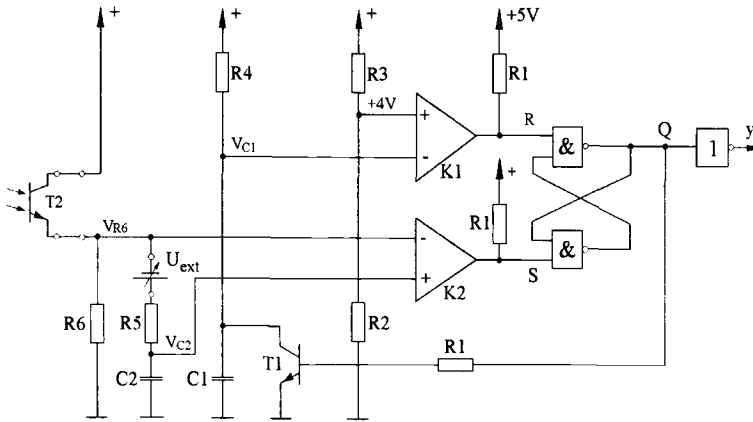 +
+
+
+5V
R4
R3
R1
+4V
R
Q
y
+
&
1
VC1
-
K1
T2
+
VR6
R1
&
-
Uext
+
K2
S
R6
R5
R2
VC2
R1
C2
C1
T1